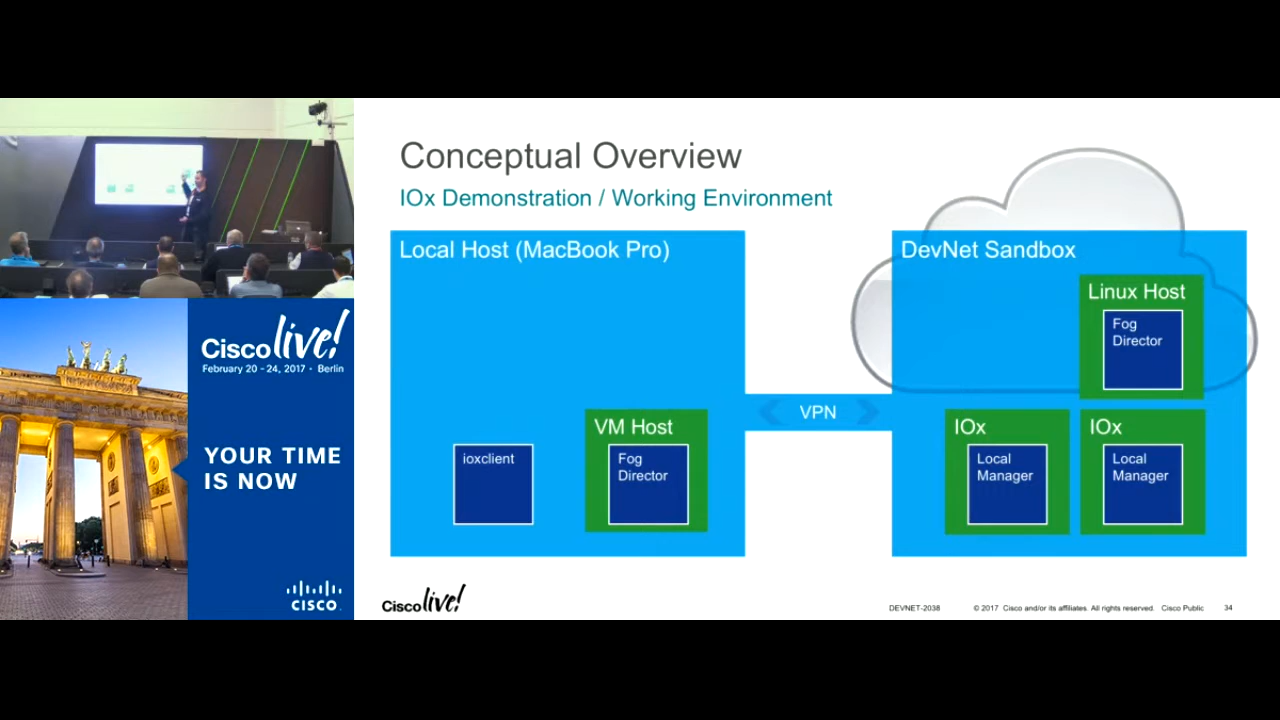 Conceptual Overview
IOx Demonstration / Working Environment
Local Host (MacBook Pro)
ioxclient
VM Host
Fog
Director
VPN
DevNet Sandbox
Linux Host
Fog
Director
IOx
Local
Manager
IOx
Local
Manager
Cisco live!
February 20 - 24, 2017 • Berlin
YOUR TIME
IS NOW
CISCO.
Cisco live!
DEVNET-2038 © 2017 Cisco and/or its affiliates. All rights reserved. Cisco Public 34